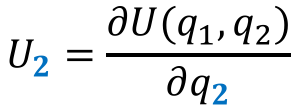 U₂ = ∂U(q₁, q₂) / ∂q₂